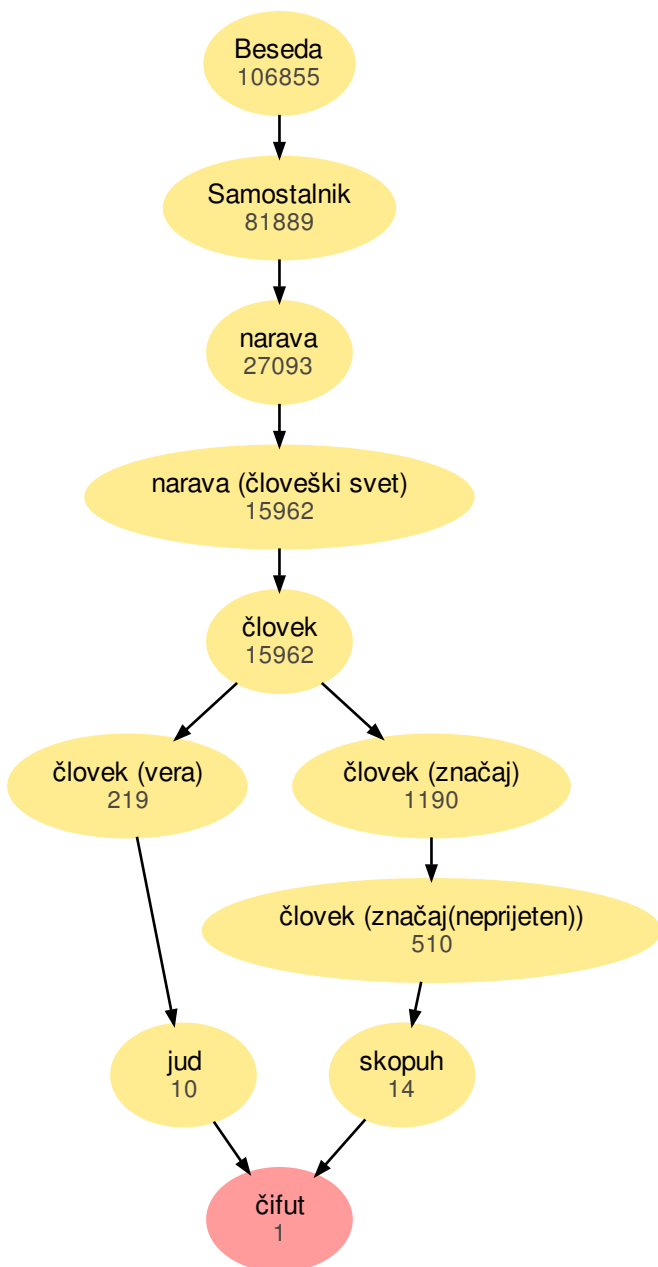 Beseda
106855
Samostalnik
81889
narava
27093
narava (človeški svet)
15962
človek
15962
človek (vera)
219
človek (značaj)
1190
človek (značaj(neprijeten))
510
jud
10
skopuh
14
čifut
1